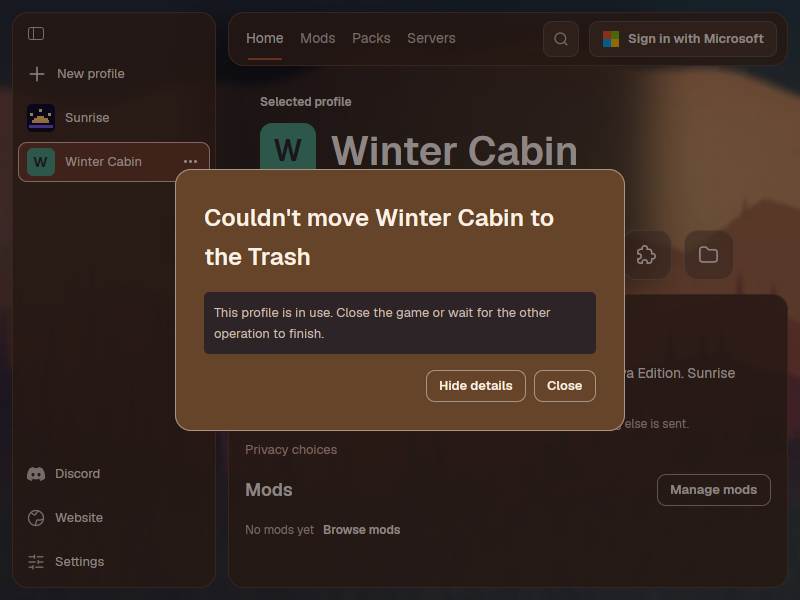 Home
Mods
Packs
Servers
Sign in with Microsoft
New profile
Sunrise
W
Winter Cabin
Selected profile
W
Winter Cabin
Couldn't move Winter Cabin to
the Trash
This profile is in use. Close the game or wait for the other
operation to finish.
Hide details
Close
Edition. Sunrise
else is sent.
Privacy choices
Mods
Manage mods
No mods yet
Browse mods
Discord
Website
Settings